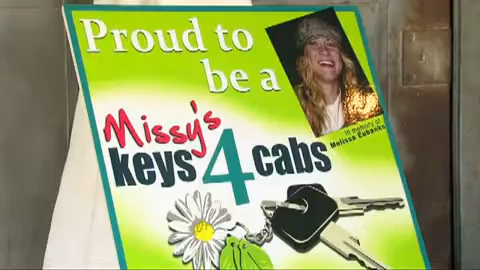 Proud to
be a
Missy's
keys 4 cabs
in memory of
Melissa Eubanks